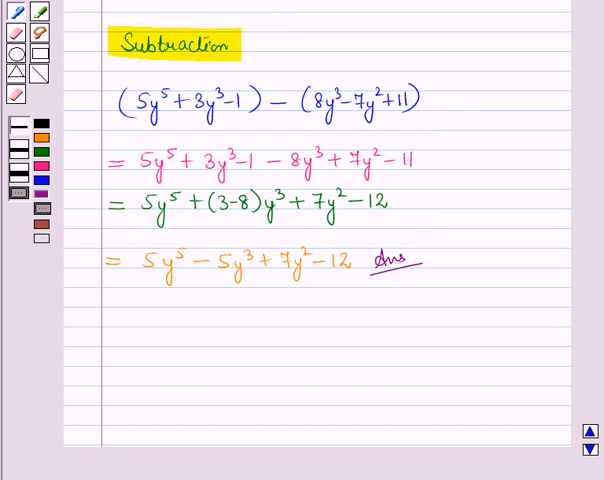 Subtraction
(5y⁵ + 3y³ - 1) - (8y³ - 7y² + 11)
= 5y⁵ + 3y³ - 1 - 8y³ + 7y² - 11
= 5y⁵ + (3-8)y³ + 7y² - 12
= 5y⁵ - 5y³ + 7y² - 12 Ans